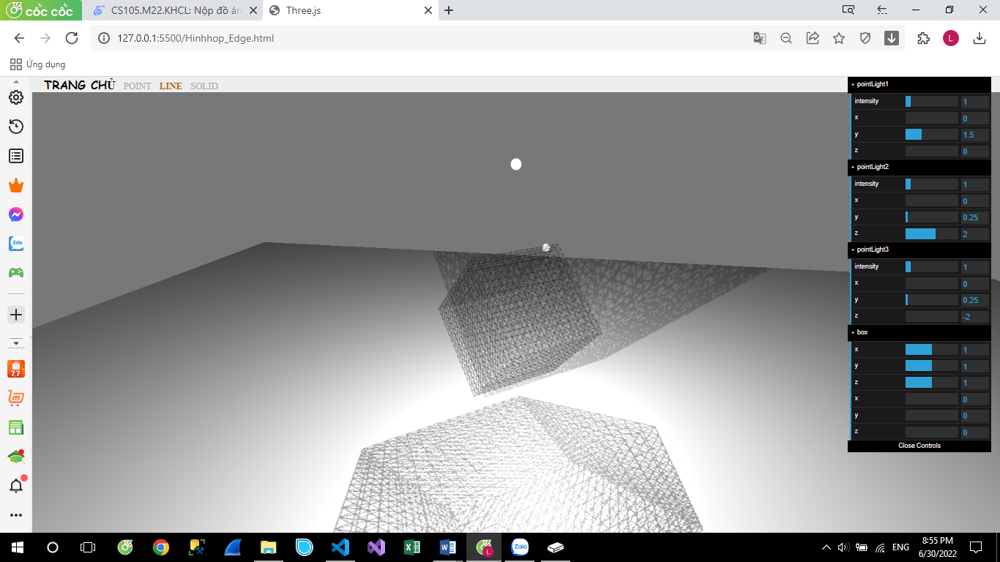 cốc cốc
CS105.M22.KHCL: Nộp đồ án
Three.js
127.0.0.1:5500/Hinhhop_Edge.html
L
Ứng dụng
TRANG CHỦ POINT LINE SOLID
pointLight1
intensity 1
x 0
y 1.5
z 0
pointLight2
intensity 1
x 0
y 0.25
z 2
pointLight3
intensity 1
x 0
y 0.25
z -2
box
x 1
y 1
z 1
x 0
y 0
z 0
Close Controls
Zalo
7.7
L
Zalo
ENG
8:55 PM
6/30/2022